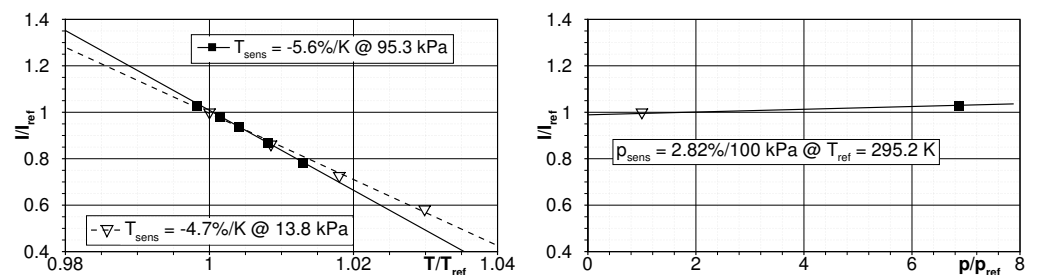 1.4
1.2
1
0.8
0.6
0.4
I/I_ref
T_sens = -5.6%/K @ 95.3 kPa
T_sens = -4.7%/K @ 13.8 kPa
0.98 1 1.02 T/T_ref 1.04
1.4
1.2
1
0.8
0.6
0.4
I/I_ref
p_sens = 2.82%/100 kPa @ T_ref = 295.2 K
0 2 4 6 p/p_ref 8